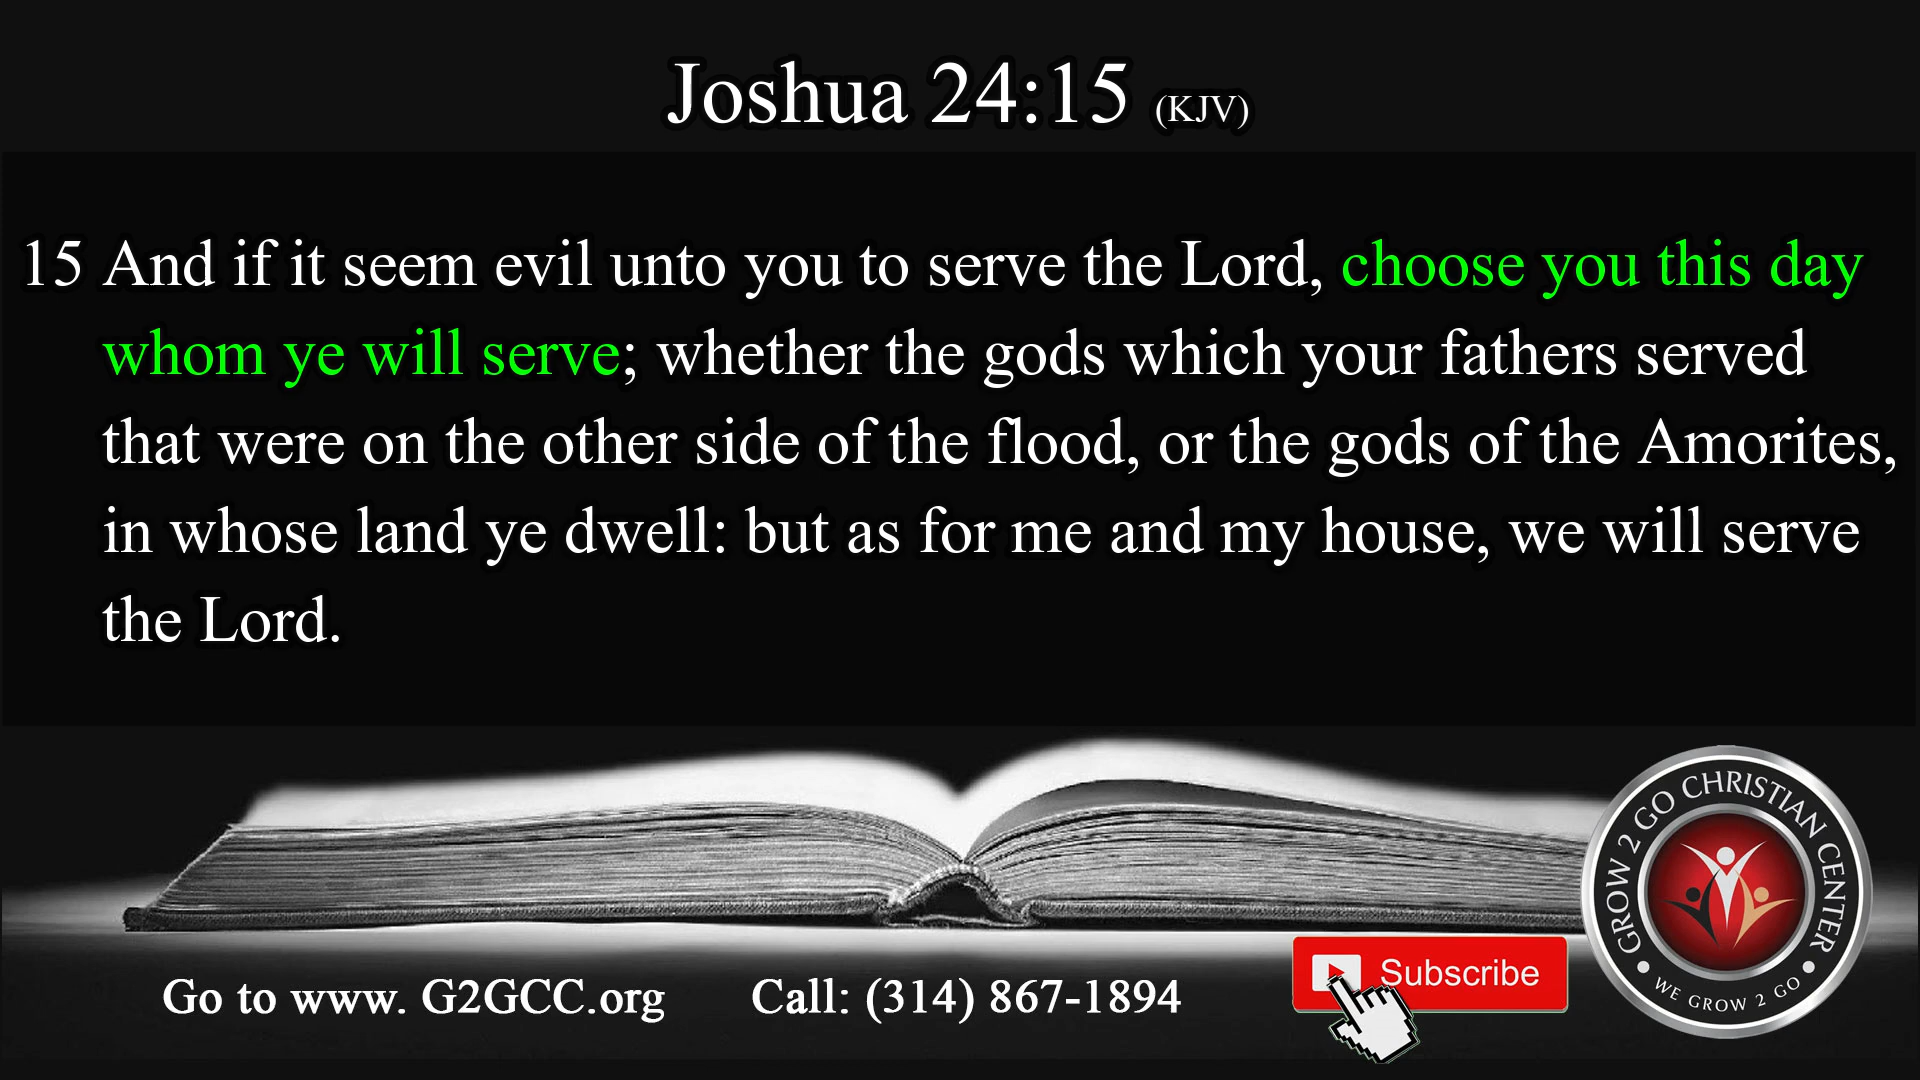 Joshua 24:15 (KJV)
15 And if it seem evil unto you to serve the Lord, choose you this day
whom ye will serve; whether the gods which your fathers served
that were on the other side of the flood, or the gods of the Amorites,
in whose land ye dwell: but as for me and my house, we will serve
the Lord.
Go to www. G2GCC.org Call: (314) 867-1894
Subscribe
GROW 2 GO CHRISTIAN CENTER
WE GROW 2 GO